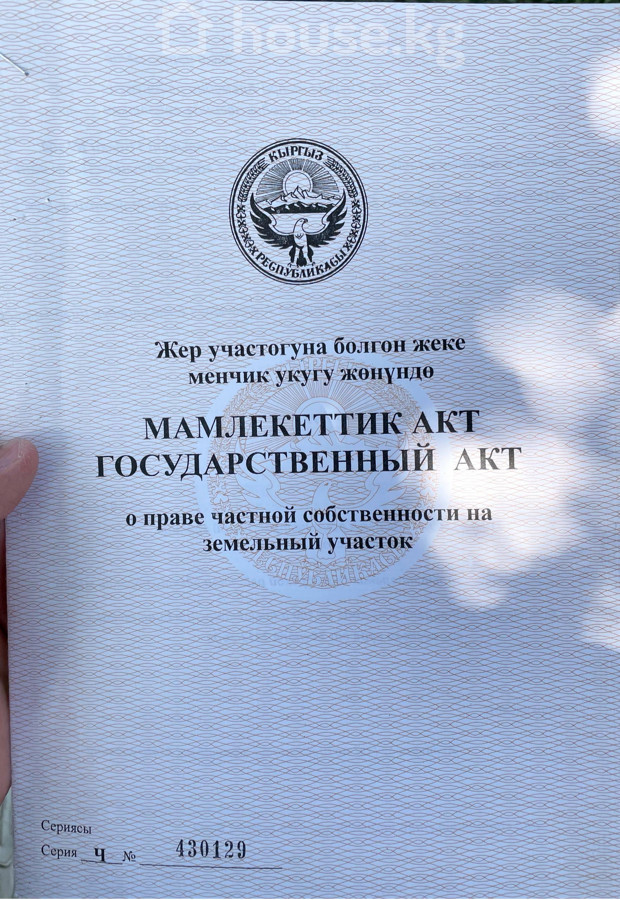 house.kg
КЫРГЫЗ
РЕСПУБЛИКАСЫ
Жер участогуна болгон жеке
менчик укугу жөнүндө
МАМЛЕКЕТТИК АКТ
ГОСУДАРСТВЕННЫЙ АКТ
о праве частной собственности на
земельный участок
Сериясы
Серия Ч № 430129